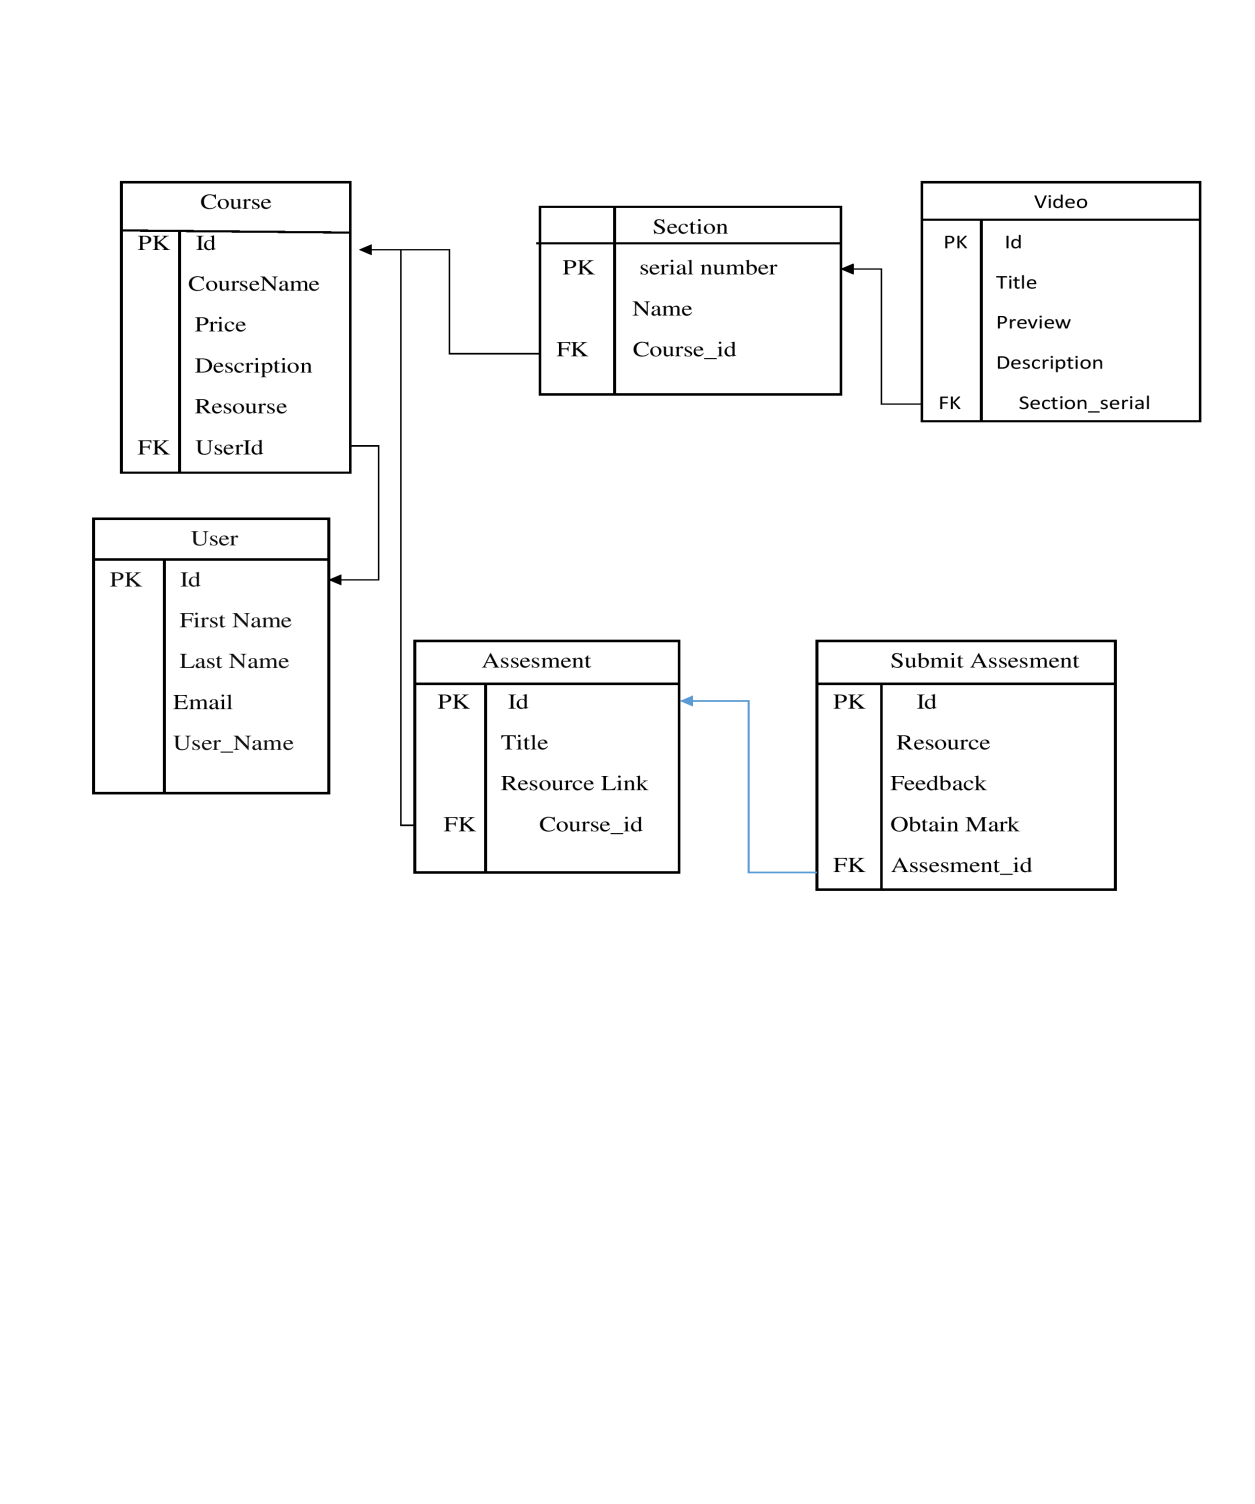 Course
PK Id
CourseName
Price
Description
Resourse
FK UserId
Section
PK serial number
Name
FK Course_id
Video
PK Id
Title
Preview
Description
FK Section_serial
User
PK Id
First Name
Last Name
Email
User_Name
Assesment
PK Id
Title
Resource Link
FK Course_id
Submit Assesment
PK Id
Resource
Feedback
Obtain Mark
FK Assesment_id